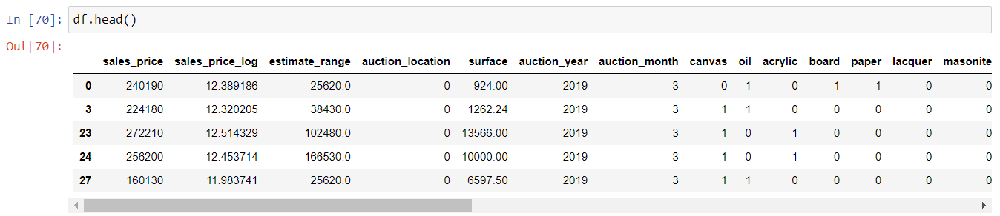 In [70]: df.head()
Out[70]:
sales_price sales_price_log estimate_range auction_location surface auction_year auction_month canvas oil acrylic board paper lacquer masonite
0 240190 12.389186 25620.0 0 924.00 2019 3 0 1 0 1 1 0 0
3 224180 12.320205 38430.0 0 1262.24 2019 3 1 1 0 0 0 0 0
23 272210 12.514329 102480.0 0 13566.00 2019 3 1 0 1 0 0 0 0
24 256200 12.453714 166530.0 0 10000.00 2019 3 1 0 1 0 0 0 0
27 160130 11.983741 25620.0 0 6597.50 2019 3 1 1 0 0 0 0 0